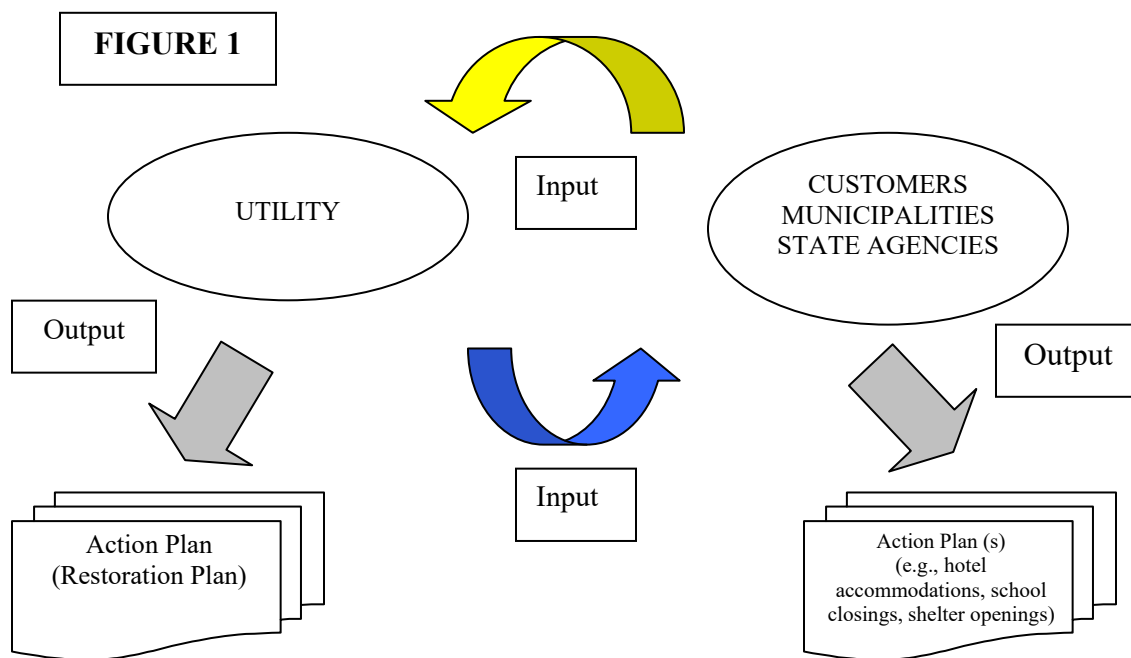 FIGURE 1
Input
UTILITY
CUSTOMERS
MUNICIPALITIES
STATE AGENCIES
Output
Output
Input
Action Plan
(Restoration Plan)
Action Plan (s)
(e.g., hotel
accommodations, school
closings, shelter openings)